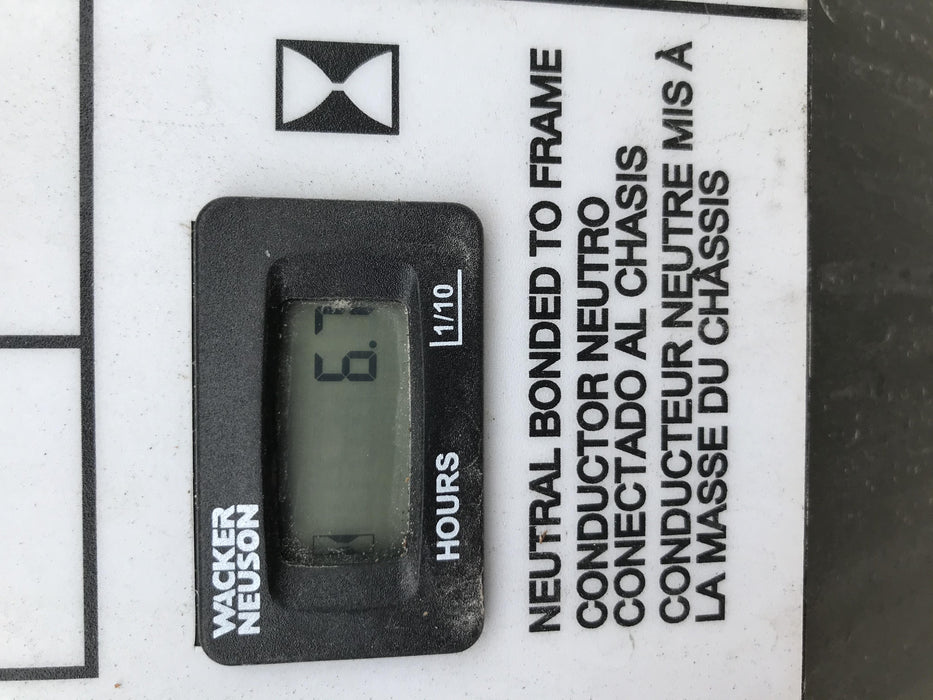 WACKER
NEUSON
6.7
HOURS 1/10
NEUTRAL BONDED TO FRAME
CONDUCTOR NEUTRO
CONECTADO AL CHASIS
CONDUCTEUR NEUTRE MIS À
LA MASSE DU CHÂSSIS